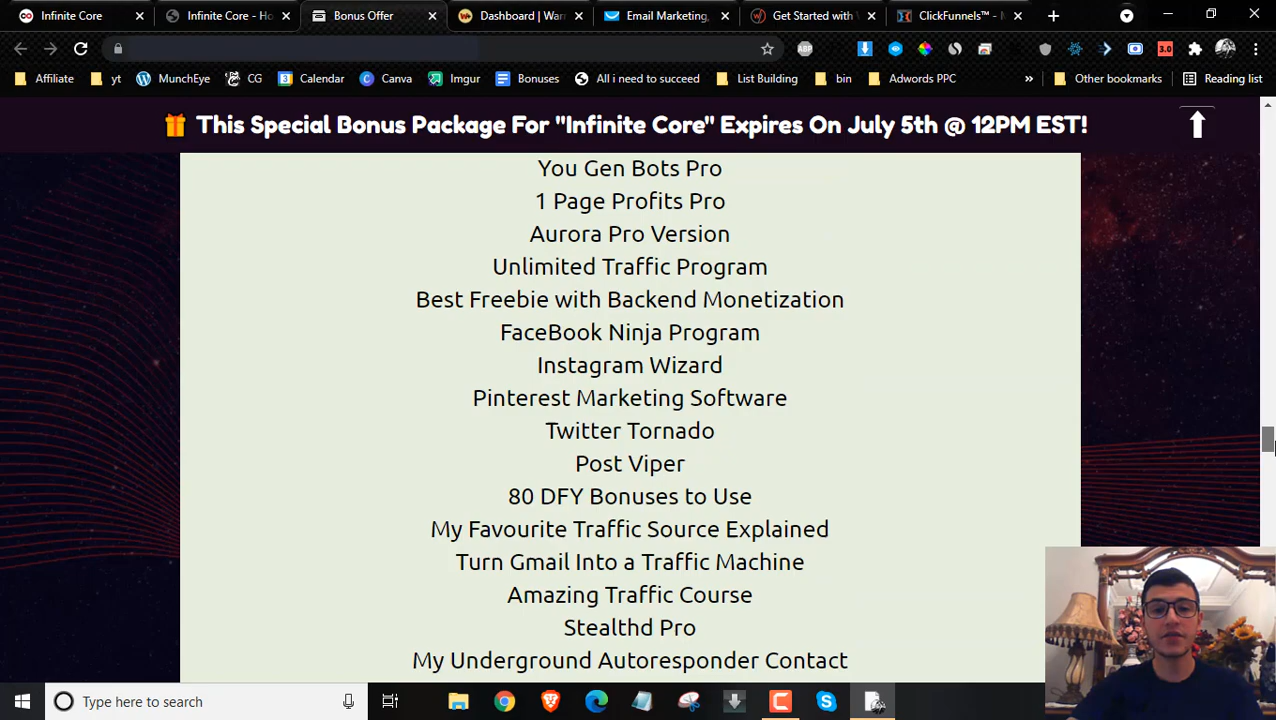 Infinite Core
Infinite Core - Ho
Bonus Offer
Dashboard | Warr
Email Marketing,
Get Started with
ClickFunnels™ -
ABP
3.0
Affiliate
yt
MunchEye
CG
Calendar
Canva
Imgur
Bonuses
All i need to succeed
List Building
bin
Adwords PPC
»
Other bookmarks
Reading list
This Special Bonus Package For "Infinite Core" Expires On July 5th @ 12PM EST!
You Gen Bots Pro
1 Page Profits Pro
Aurora Pro Version
Unlimited Traffic Program
Best Freebie with Backend Monetization
FaceBook Ninja Program
Instagram Wizard
Pinterest Marketing Software
Twitter Tornado
Post Viper
80 DFY Bonuses to Use
My Favourite Traffic Source Explained
Turn Gmail Into a Traffic Machine
Amazing Traffic Course
Stealthd Pro
My Underground Autoresponder Contact
Type here to search